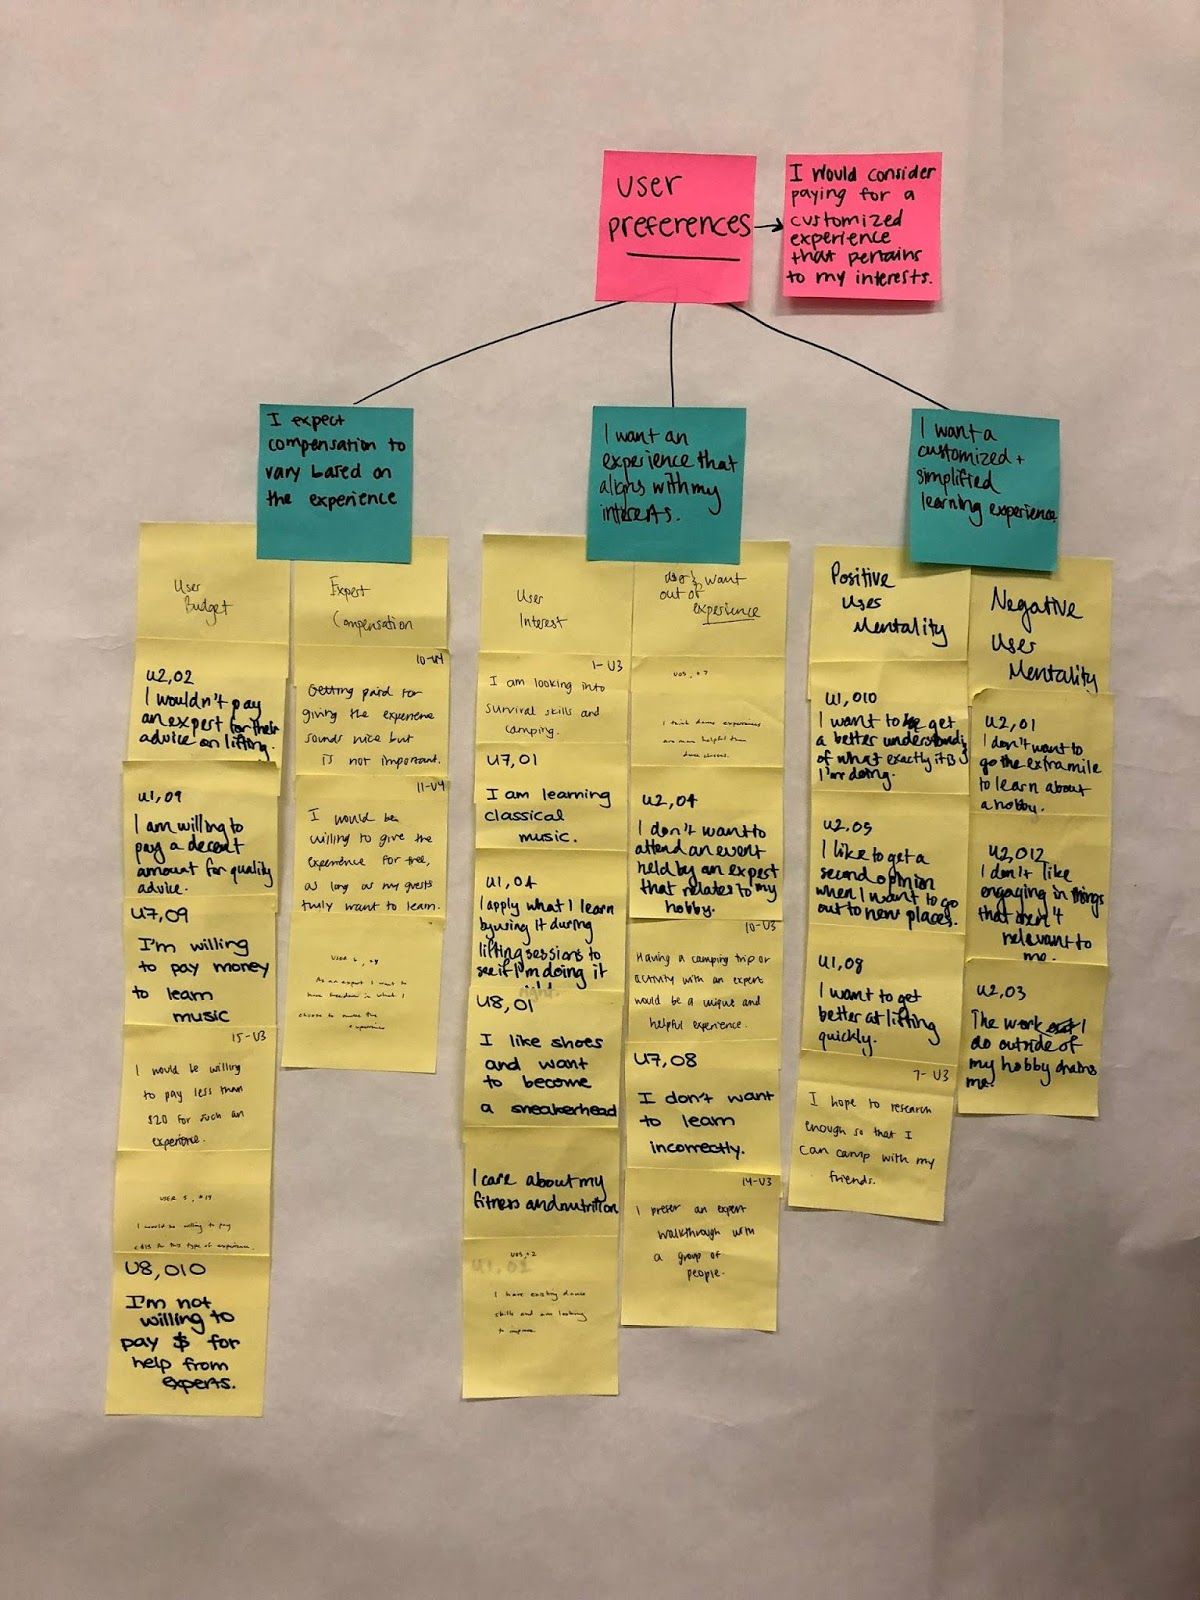 User
preferences
I would consider
paying for a
customized
experience
that pertains
to my interests.
I expect
compensation to
vary based on
the experience
I want an
experience that
aligns with my
interests.
I want a
customized +
simplified
learning experience
User
Budget
U2,02
I wouldn't pay
an expert for their
advice on lifting.
U1,09
I am willing to
pay a decent
amount for quality
advice.
U7,09
I'm willing
to pay money
to learn
music
15-U3
I would be willing
to pay less than
$20 for such an
experience.
USER 5, #14
I would be willing to pay
for this type of experience.
U8,010
I'm not
willing to
pay $ for
help from
experts.
Expert
Compensation
10-U4
Getting paid for
giving the experience
sounds nice but
is not important.
11-U4
I would be
willing to give the
experience for free,
as long as my guests
truly want to learn.
As an expert I want to
have freedom in what I
choose to make the
experience
User
Interest
1-U3
I am looking into
survival skills and
camping.
U7,01
I am learning
classical
music.
U1,04
I apply what I learn
by using it during
lifting sessions to
see if I'm doing it
right.
U8,01
I like shoes
and want
to become
a sneakerhead
I care about my
fitness and nutrition
U05, #2
I have existing dance
skills and am looking
to improve
want
out of
experience
U05, #7
I think dance experiences
are more helpful than
dance classes.
U2,04
I don't want to
attend an event
held by an expert
that relates to my
hobby.
10-U3
Having a camping trip or
activity with an expert
would be a unique and
helpful experience.
U7,08
I don't want
to learn
incorrectly.
14-U3
I prefer an expert
walkthrough with
a group of
people.
Positive
User
Mentality
U1,010
I want to get
a better understanding
of what exactly it is
I'm doing.
U2,05
I like to get a
second opinion
when I want to go
out to new places.
U1,08
I want to get
better at lifting
quickly.
7-U3
I hope to research
enough so that I
can camp with my
friends.
Negative
User
Mentality
U2,01
I don't want to
go the extra mile
to learn about
a hobby.
U2,012
I don't like
engaging in things
that aren't
relevant to
me.
U2,03
The work I
do outside of
my hobby drains
me.